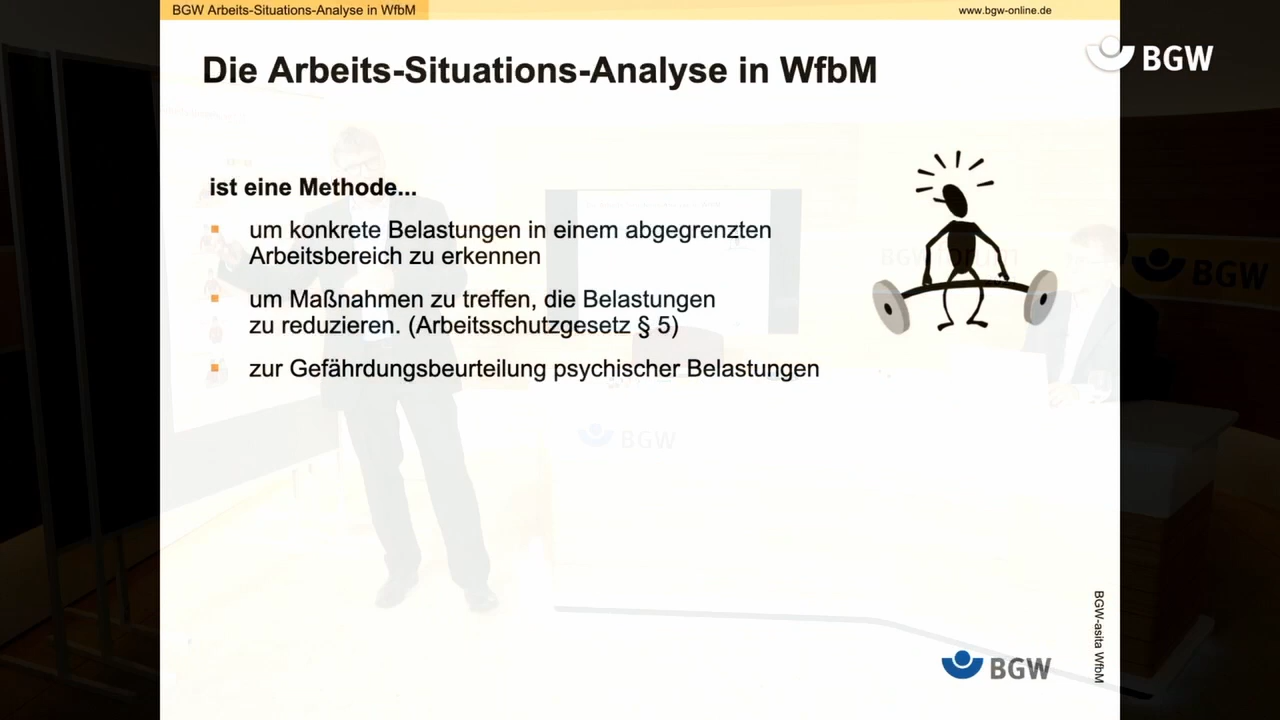 BGW Arbeits-Situations-Analyse in WfbM
www.bgw-online.de
BGW
Die Arbeits-Situations-Analyse in WfbM
ist eine Methode...
um konkrete Belastungen in einem abgegrenzten
Arbeitsbereich zu erkennen
um Maßnahmen zu treffen, die Belastungen
zu reduzieren. (Arbeitsschutzgesetz § 5)
zur Gefährdungsbeurteilung psychischer Belastungen
BGW
BGW
BGW
BGW-asita WfbM